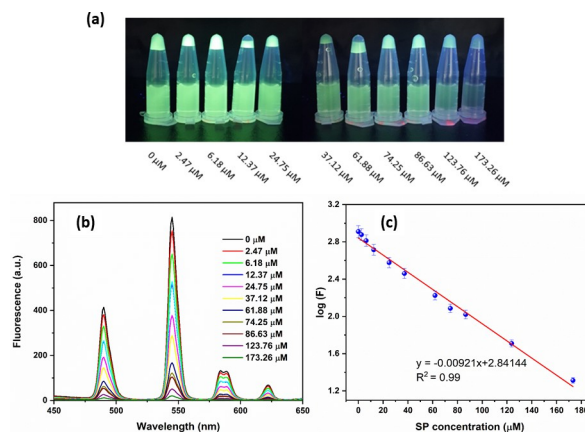 (a)
0 µM
2.47 µM
6.18 µM
12.37 µM
24.75 µM
37.12 µM
61.88 µM
74.25 µM
86.63 µM
123.76 µM
173.26 µM
(b)
800
600
400
200
0
450
500
550
600
650
Fluorescence (a.u.)
Wavelength (nm)
0 µM
2.47 µM
6.18 µM
12.37 µM
24.75 µM
37.12 µM
61.88 µM
74.25 µM
86.63 µM
123.76 µM
173.26 µM
(c)
2.8
2.4
2.0
1.6
1.2
0
20
40
60
80
100
120
140
160
180
log (F)
SP concentration (µM)
y = -0.00921x+2.84144
R² = 0.99